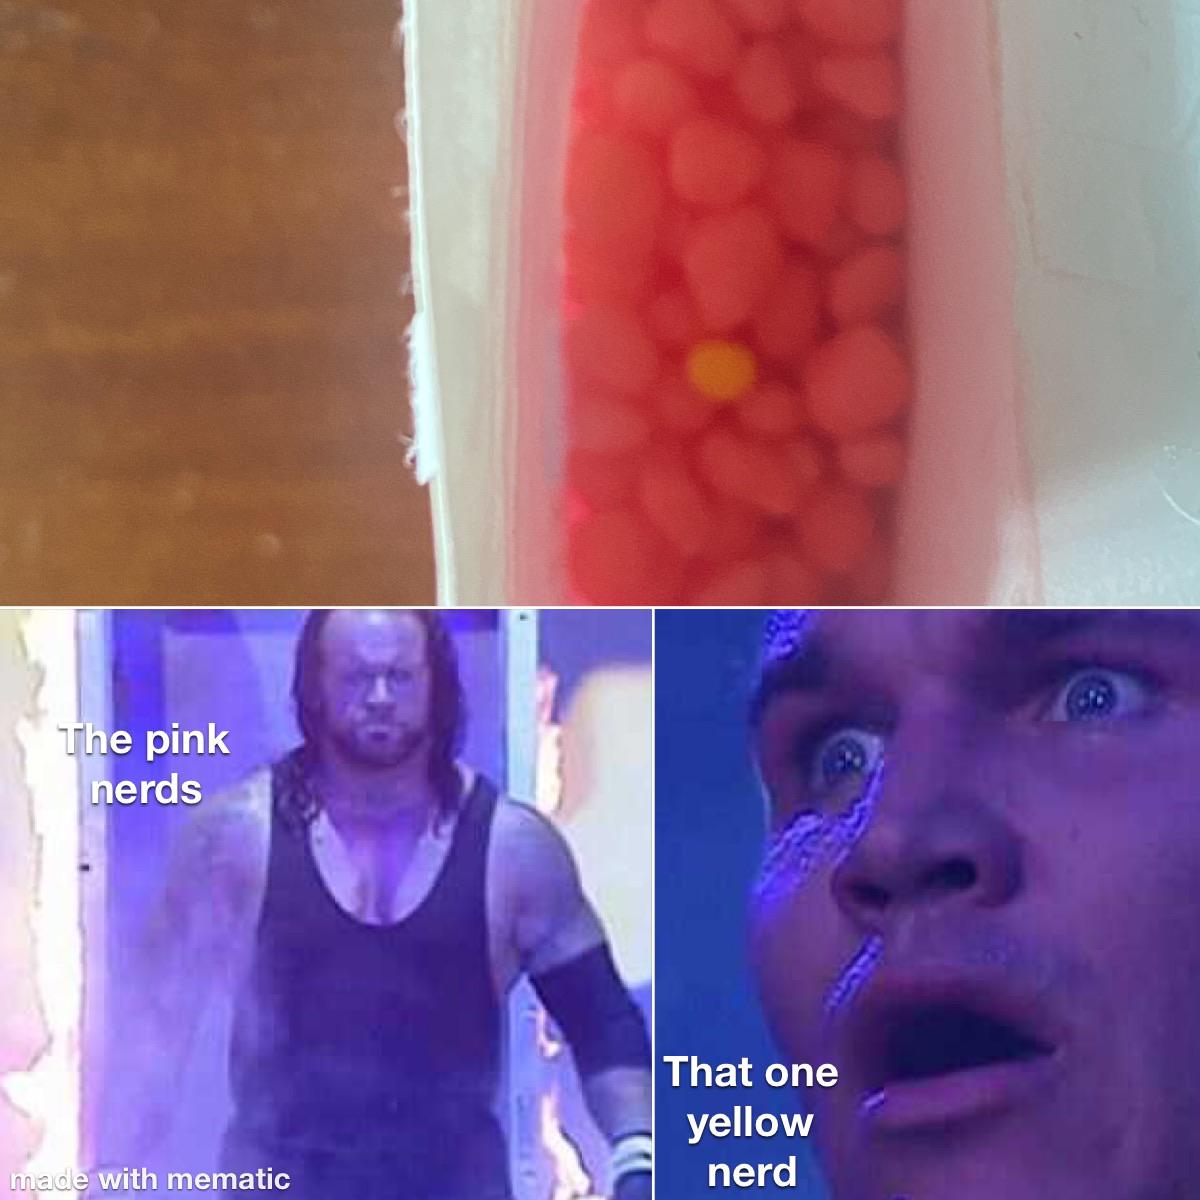 The pink
nerds
That one
yellow
nerd
made with mematic